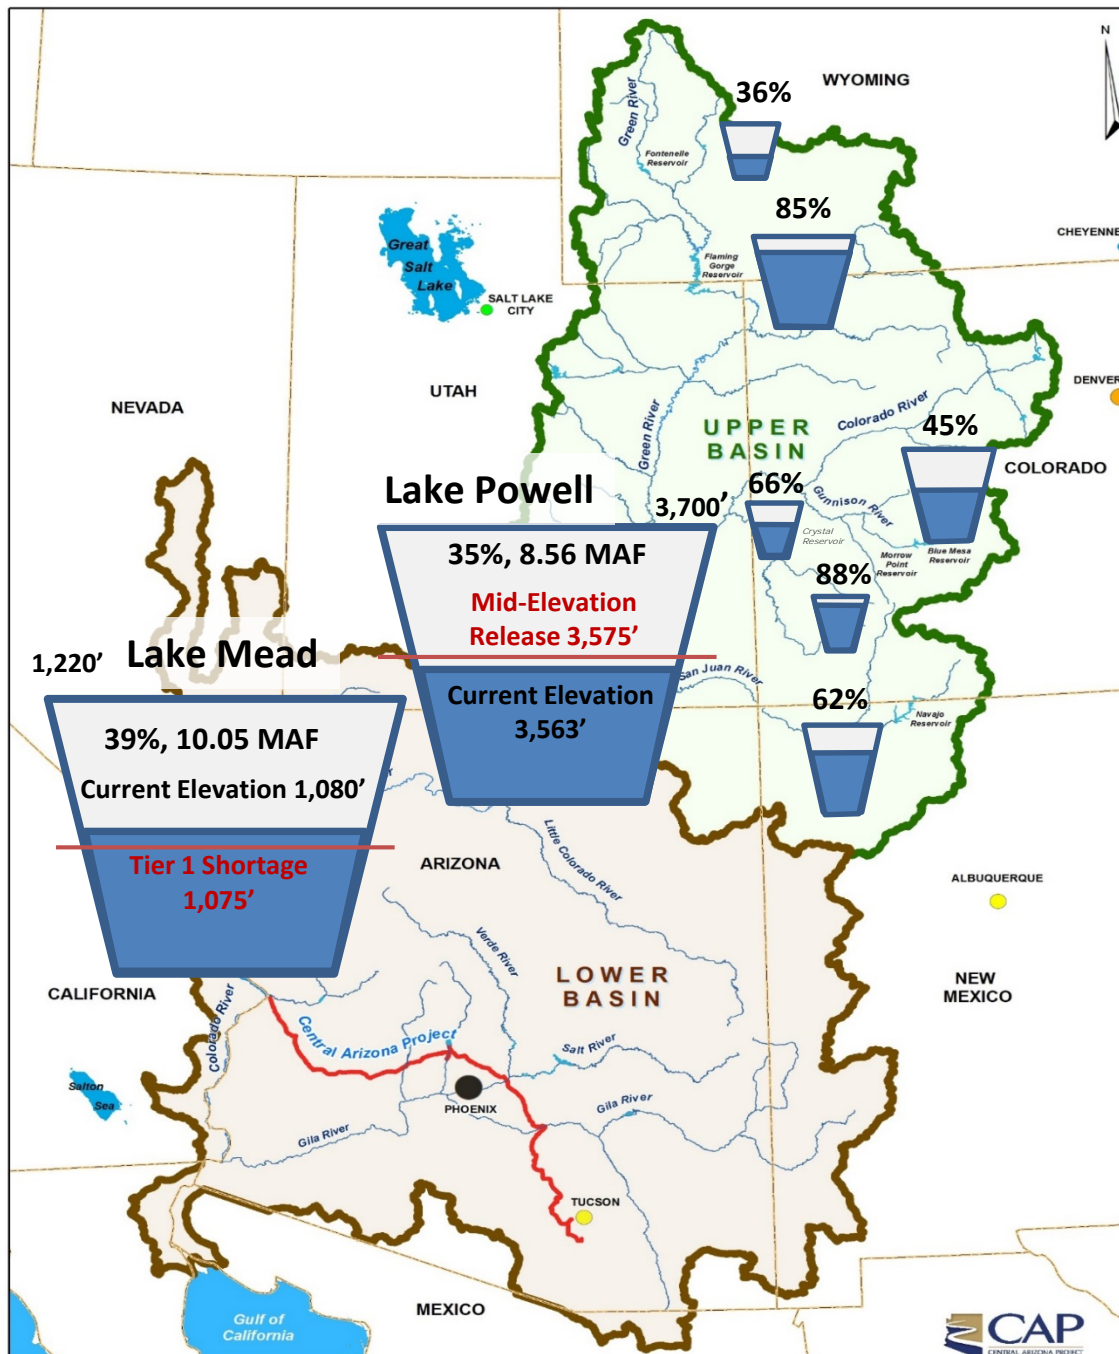 N
36%
WYOMING
Green River
Fontenelle
Reservoir
85%
CHEYENNE
Great
Salt
Lake
Flaming
Gorge
Reservoir
SALT LAKE
CITY
UTAH
NEVADA
DENVER
Green River
UPPER
BASIN
Colorado River
45%
COLORADO
Lake Powell
3,700’
66%
Gunnison River
Crystal
Reservoir
Morrow
Point
Reservoir
Blue Mesa
Reservoir
35%, 8.56 MAF
Mid-Elevation
Release 3,575’
88%
Current Elevation
3,563’
San Juan River
62%
Navajo
Reservoir
1,220’
Lake Mead
39%, 10.05 MAF
Current Elevation 1,080’
Tier 1 Shortage
1,075’
Little Colorado River
ARIZONA
ALBUQUERQUE
Verde River
LOWER
BASIN
NEW
MEXICO
CALIFORNIA
Colorado River
Central Arizona Project
Salt River
Salton
Sea
PHOENIX
Gila River
Gila River
TUCSON
MEXICO
Gulf of
California
CAP
CENTRAL ARIZONA PROJECT